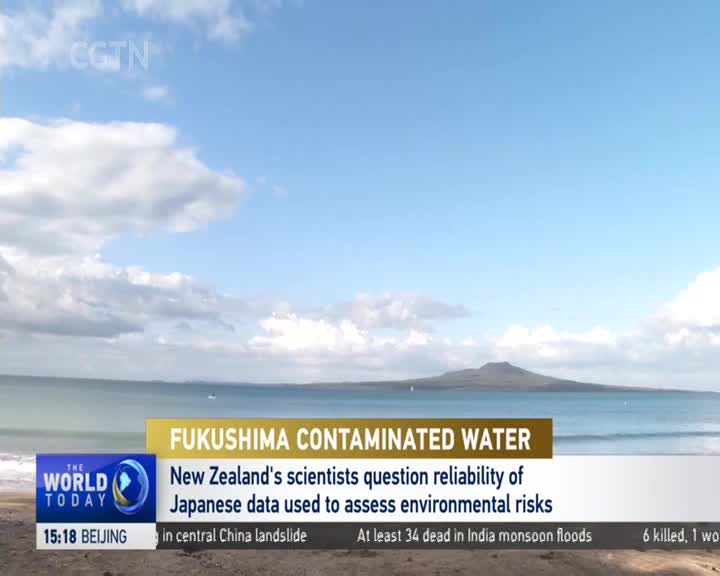 CGTN
FUKUSHIMA CONTAMINATED WATER
THE
WORLD
TODAY
New Zealand's scientists question reliability of
Japanese data used to assess environmental risks
15:18 BEIJING
in central China landslide At least 34 dead in India monsoon floods 6 killed, 1